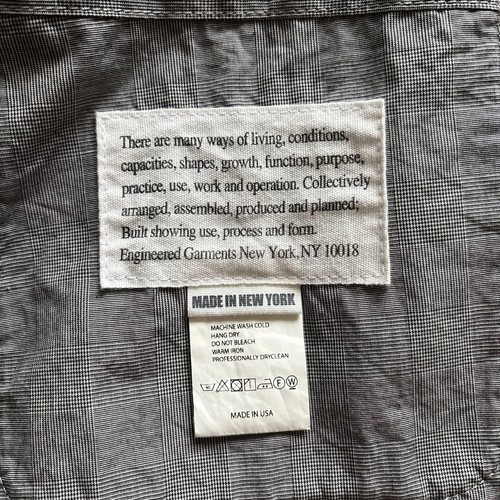 There are many ways of living, conditions,
capacities, shapes, growth, function, purpose,
practice, use, work and operation. Collectively
arranged, assembled, produced and planned;
Built showing use, process and form.
Engineered Garments New York, NY 10018
MADE IN NEW YORK
MACHINE WASH COLD
HANG DRY
DO NOT BLEACH
WARM IRON
PROFESSIONALLY DRYCLEAN
F W
MADE IN USA